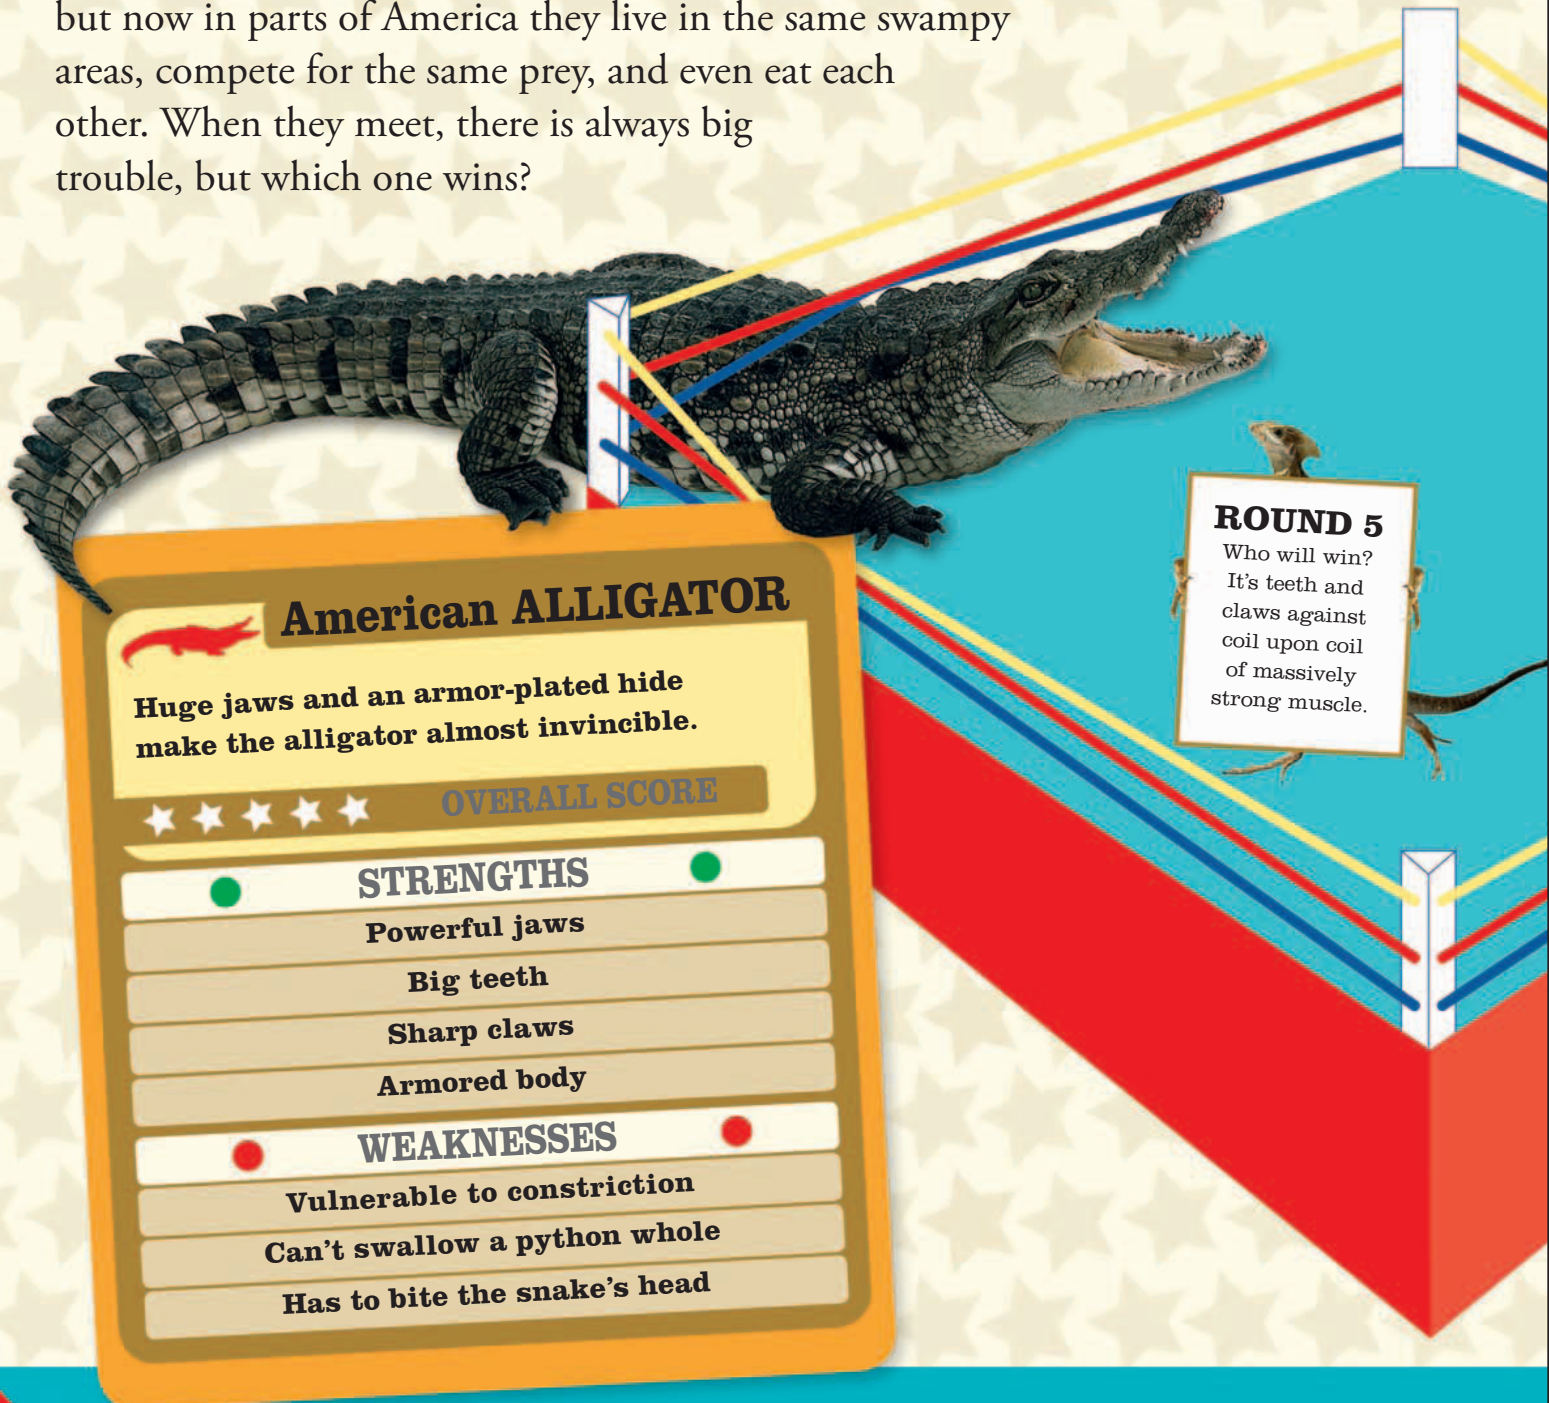 but now in parts of America they live in the same swampy
areas, compete for the same prey, and even eat each
other. When they meet, there is always big
trouble, but which one wins?
ROUND 5
Who will win?
It's teeth and
claws against
coil upon coil
of massively
strong muscle.
American ALLIGATOR
Huge jaws and an armor-plated hide
make the alligator almost invincible.
OVERALL SCORE
STRENGTHS
Powerful jaws
Big teeth
Sharp claws
Armored body
WEAKNESSES
Vulnerable to constriction
Can't swallow a python whole
Has to bite the snake's head